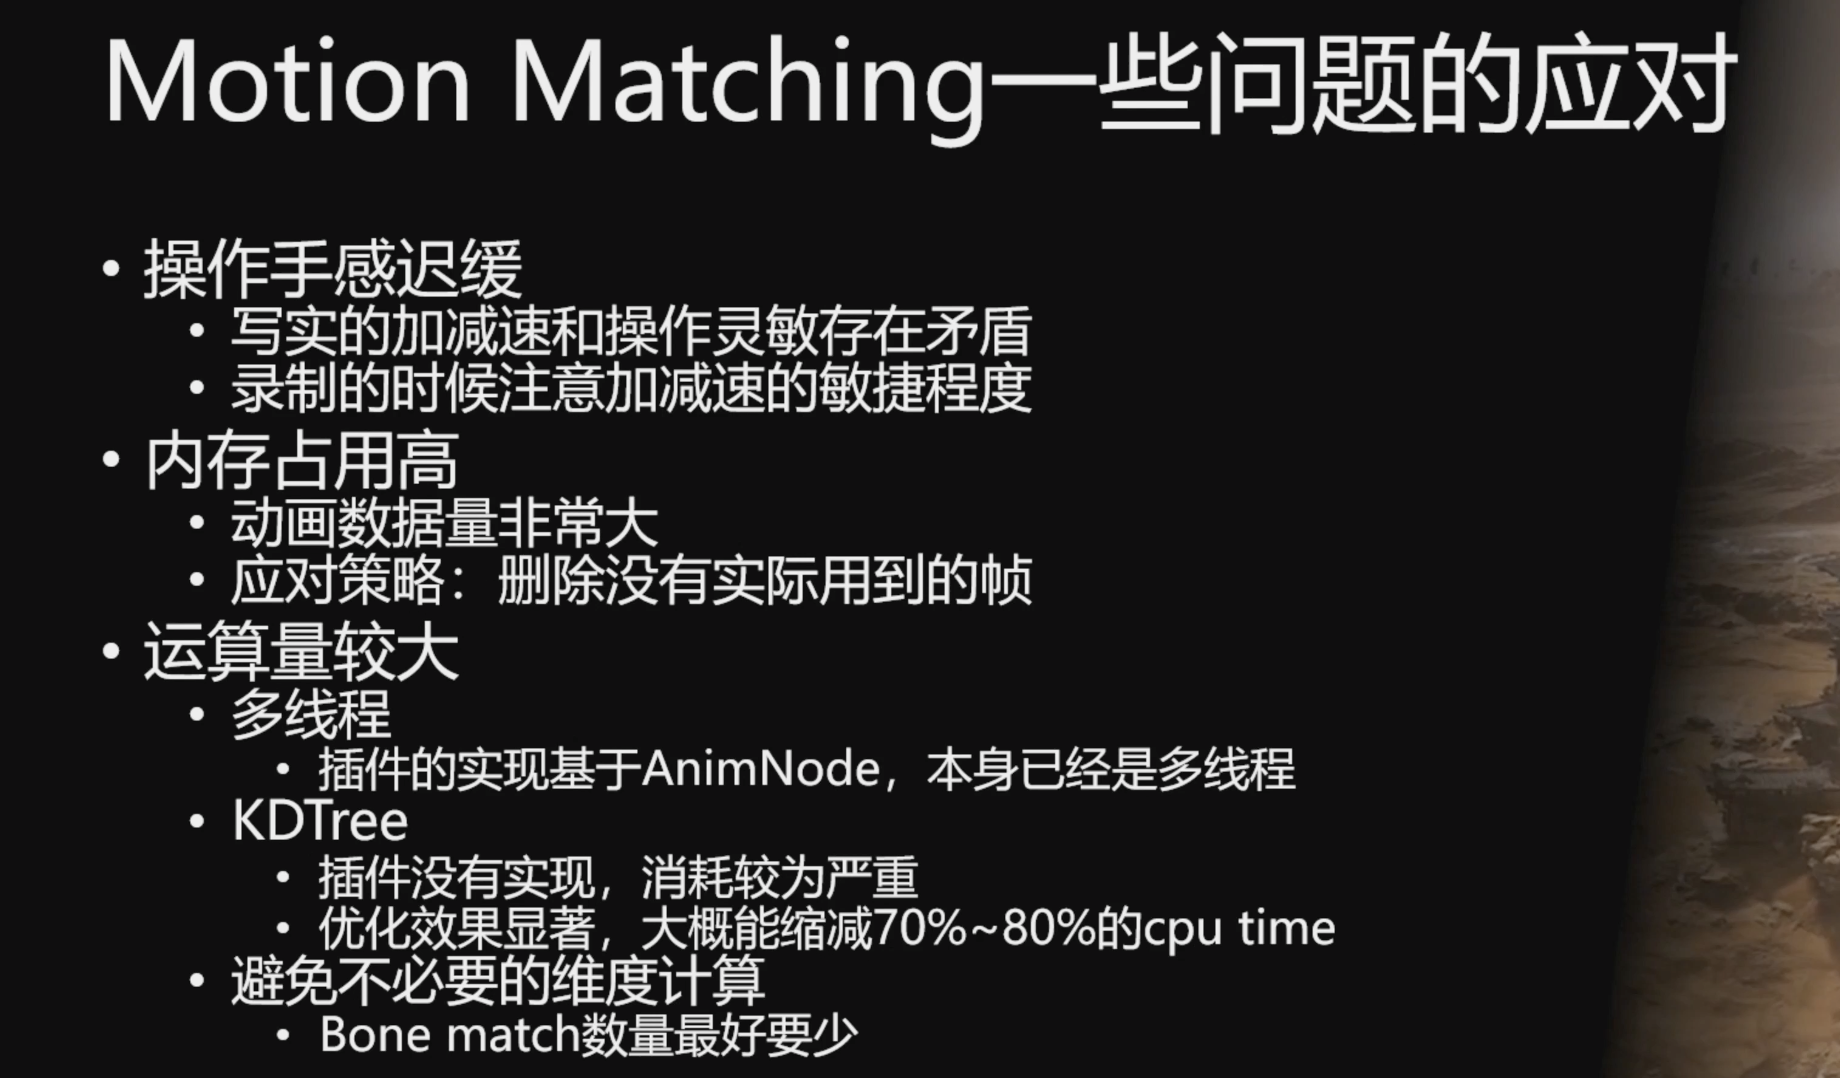 Motion Matching一些问题的应对
• 操作手感迟缓
• 写实的加减速和操作灵敏存在矛盾
• 录制的时候注意加减速的敏捷程度
• 内存占用高
• 动画数据量非常大
• 应对策略：删除没有实际用到的帧
• 运算量较大
• 多线程
• 插件的实现基于AnimNode，本身已经是多线程
• KDTree
• 插件没有实现，消耗较为严重
• 优化效果显著，大概能缩减70%~80%的cpu time
• 避免不必要的维度计算
• Bone match数量最好要少